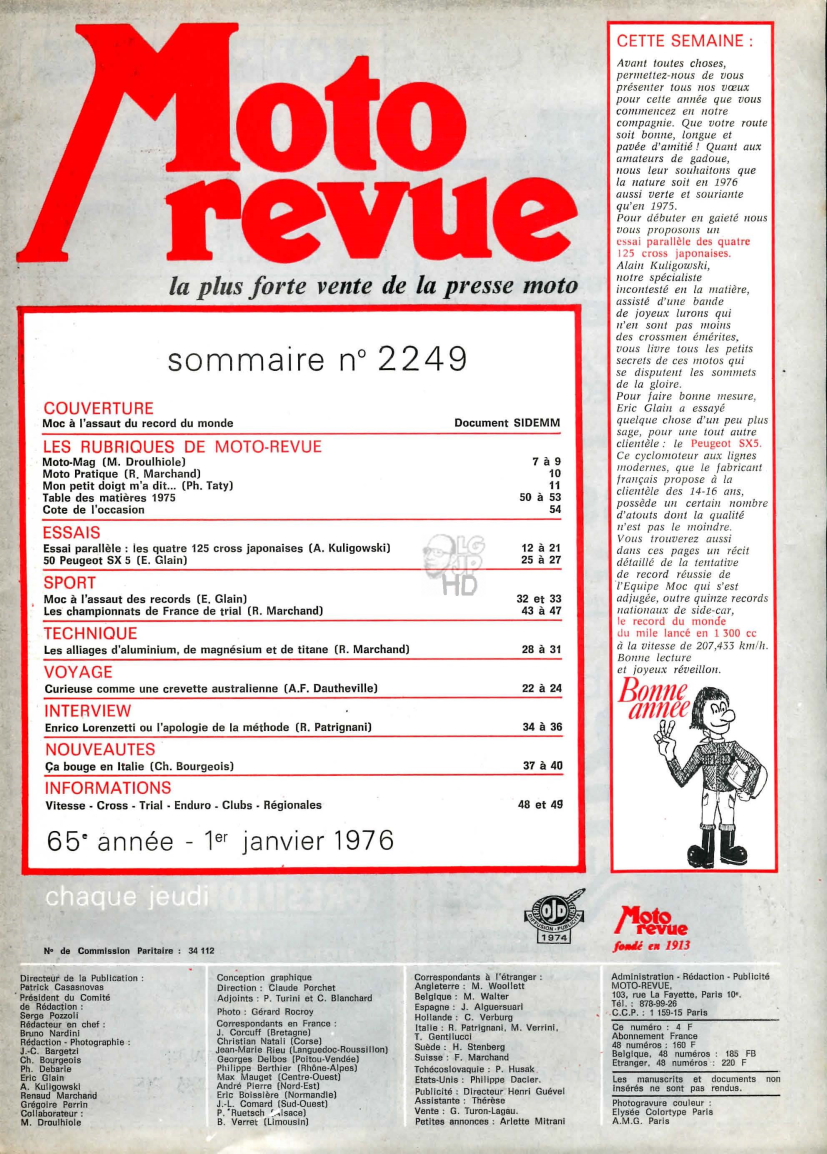 Moto
revue
la plus forte vente de la presse moto
sommaire n° 2249
COUVERTURE
Moc à l'assaut du record du monde Document SIDEMM
LES RUBRIQUES DE MOTO-REVUE
Moto-Mag (M. Droulhiole) 7 à 9
Moto Pratique (R. Marchand) 10
Mon petit doigt m'a dit... (Ph. Taty) 11
Table des matières 1975 50 à 53
Cote de l'occasion 54
ESSAIS
Essai parallèle : les quatre 125 cross japonaises (A. Kuligowski) 12 à 21
50 Peugeot SX 5 (E. Glain) 25 à 27
SPORT
Moc à l'assaut des records (E. Glain) 32 et 33
Les championnats de France de trial (R. Marchand) 43 à 47
TECHNIQUE
Les alliages d'aluminium, de magnésium et de titane (R. Marchand) 28 à 31
VOYAGE
Curieuse comme une crevette australienne (A.F. Dautheville) 22 à 24
INTERVIEW
Enrico Lorenzetti ou l'apologie de la méthode (R. Patrignani) 34 à 36
NOUVEAUTES
Ça bouge en Italie (Ch. Bourgeois) 37 à 40
INFORMATIONS
Vitesse - Cross - Trial - Enduro - Clubs - Régionales 48 et 49
65e année - 1er janvier 1976
LG
JP
HD
CETTE SEMAINE :
Avant toutes choses,
permettez-nous de vous
présenter tous nos vœux
pour cette année que vous
commencez en notre
compagnie. Que votre route
soit bonne, longue et
pavée d'amitié ! Quant aux
amateurs de gadoue,
nous leur souhaitons que
la nature soit en 1976
aussi verte et souriante
qu'en 1975.
Pour débuter en gaieté nous
vous proposons un
essai parallèle des quatre
125 cross japonaises.
Alain Kuligowski,
notre spécialiste
incontesté en la matière,
assisté d'une bande
de joyeux lurons qui
n'en sont pas moins
des crossmen émérites,
vous livre tous les petits
secrets de ces motos qui
se disputent les sommets
de la gloire.
Pour faire bonne mesure,
Eric Glain a essayé
quelque chose d'un peu plus
sage, pour une tout autre
clientèle : le Peugeot SX5.
Ce cyclomoteur aux lignes
modernes, que le fabricant
français propose à la
clientèle des 14-16 ans,
possède un certain nombre
d'atouts dont la qualité
n'est pas le moindre.
Vous trouverez aussi
dans ces pages un récit
détaillé de la tentative
de record réussie de
l'Equipe Moc qui s'est
adjugée, outre quinze records
nationaux de side-car,
le record du monde
du mile lancé en 1 300 cc
à la vitesse de 207,433 km/h.
Bonne lecture
et joyeux réveillon.
Bonne
année
chaque jeudi
OJD
DIFFUSION - PUBLICITÉ
1974
Moto
revue
fondé en 1913
N° de Commission Paritaire : 34 112
Directeur de la Publication :
Patrick Casasnovas
Président du Comité
de Rédaction :
Serge Pozzoli
Rédacteur en chef :
Bruno Nardini
Rédaction - Photographie :
J.-C. Bargetzi
Ch. Bourgeois
Ph. Debarle
Eric Glain
A. Kuligowski
Renaud Marchand
Grégoire Perrin
Collaborateur :
M. Droulhiole
Conception graphique
Direction : Claude Porchet
Adjoints : P. Turini et C. Blanchard
Photo : Gérard Rocroy
Correspondants en France :
J. Corcuff (Bretagne)
Christian Natali (Corse)
Jean-Marie Rieu (Languedoc-Roussillon)
Georges Delbos (Poitou-Vendée)
Philippe Berthier (Rhône-Alpes)
Max Mauget (Centre-Ouest)
André Pierre (Nord-Est)
Eric Boissière (Normandie)
J.-L. Comard (Sud-Ouest)
P. Ruetsch (Alsace)
B. Verret (Limousin)
Correspondants à l'étranger :
Angleterre : M. Woollett
Belgique : M. Walter
Espagne : J. Alguersuari
Hollande : C. Verburg
Italie : R. Patrignani, M. Verrini,
T. Gentilucci
Suède : H. Stenberg
Suisse : F. Marchand
Tchécoslovaquie : P. Husak
Etats-Unis : Philippe Dacier.
Publicité : Directeur Henri Guével
Assistante : Thérèse
Vente : G. Turon-Lagau.
Petites annonces : Arlette Mitrani
Administration - Rédaction - Publicité
MOTO-REVUE,
103, rue La Fayette, Paris 10e.
Tél. : 878-99-26
C.C.P. : 1 159-15 Paris
Ce numéro : 4 F
Abonnement France
48 numéros : 160 F
Belgique, 48 numéros : 185 FB
Etranger, 48 numéros : 220 F
Les manuscrits et documents non
insérés ne sont pas rendus.
Photogravure couleur :
Elysée Colortype Paris
A.M.G. Paris